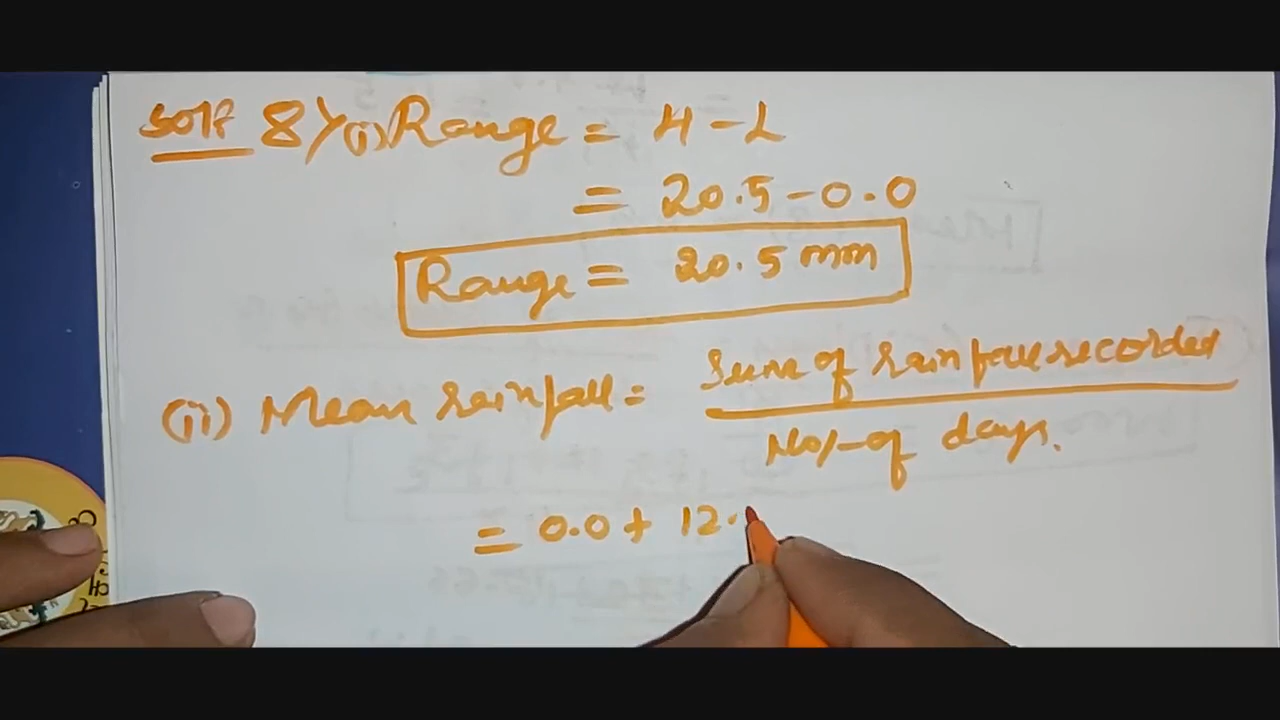 Solⁿ 8) (i) Range = H - L
= 20.5 - 0.0
Range = 20.5 mm
(ii) Mean rainfall = Sum of rainfall recorded
No/- of days.
= 0.0 + 12.